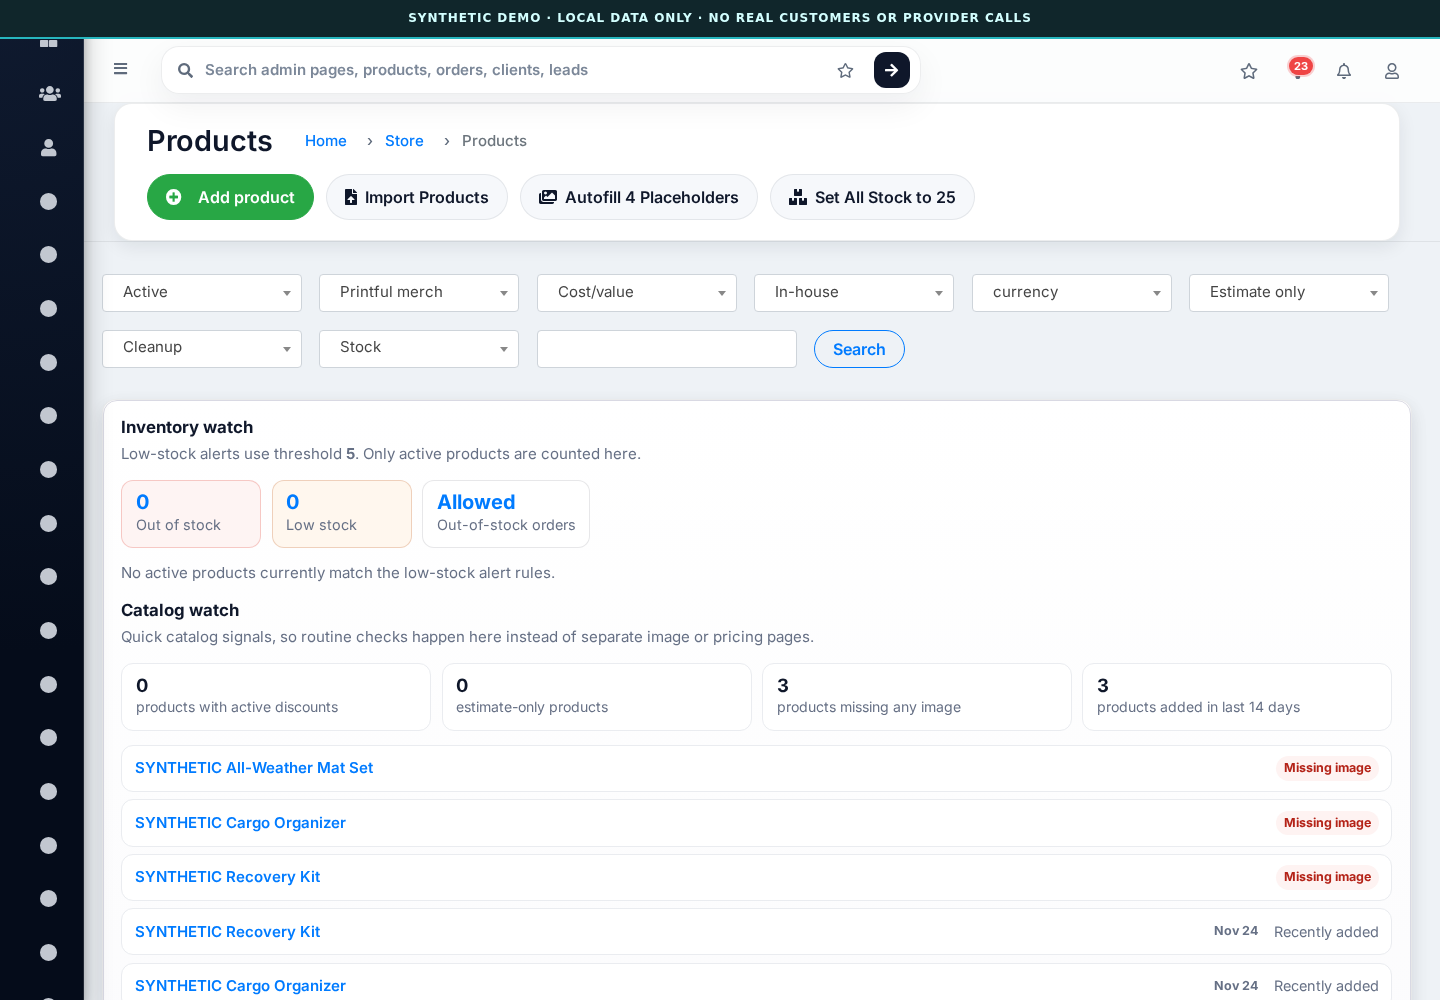 SYNTHETIC DEMO · LOCAL DATA ONLY · NO REAL CUSTOMERS OR PROVIDER CALLS
Search admin pages, products, orders, clients, leads
23
Products
Home › Store › Products
Add product
Import Products
Autofill 4 Placeholders
Set All Stock to 25
Active
Printful merch
Cost/value
In-house
currency
Estimate only
Cleanup
Stock
Search
Inventory watch
Low-stock alerts use threshold 5. Only active products are counted here.
0
Out of stock
0
Low stock
Allowed
Out-of-stock orders
No active products currently match the low-stock alert rules.
Catalog watch
Quick catalog signals, so routine checks happen here instead of separate image or pricing pages.
0
products with active discounts
0
estimate-only products
3
products missing any image
3
products added in last 14 days
SYNTHETIC All-Weather Mat Set Missing image
SYNTHETIC Cargo Organizer Missing image
SYNTHETIC Recovery Kit Missing image
SYNTHETIC Recovery Kit Nov 24 Recently added
SYNTHETIC Cargo Organizer Nov 24 Recently added